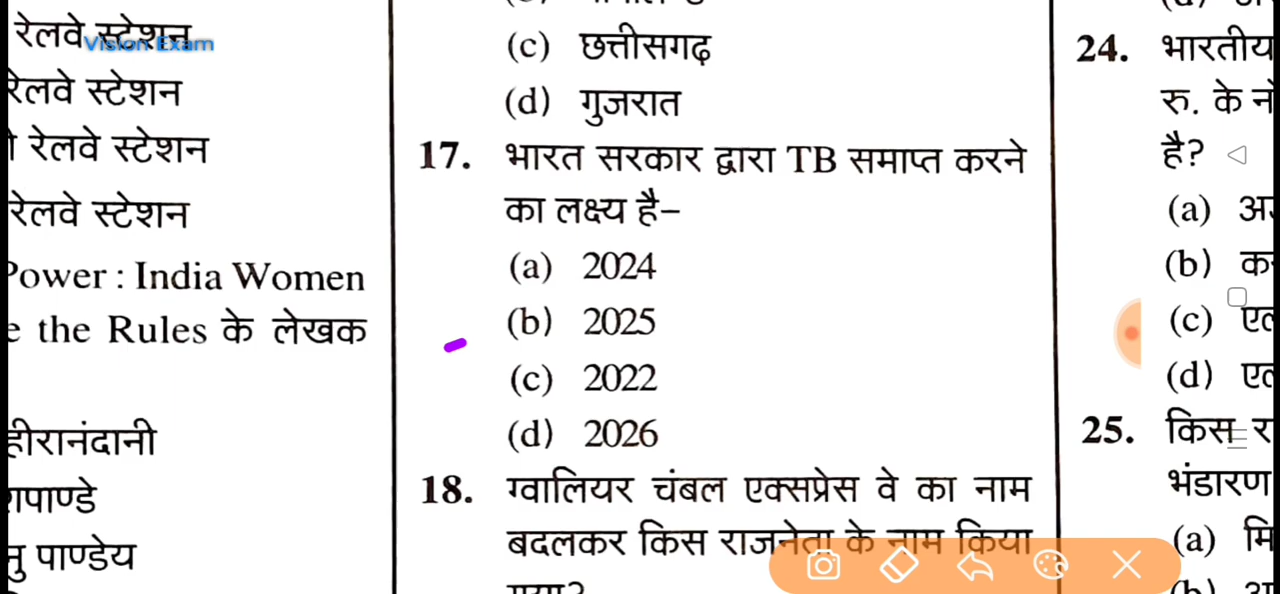 रेलवे स्टेशन
Vision Exam
रेलवे स्टेशन
रेलवे स्टेशन
रेलवे स्टेशन
Power : India Women
the Rules के लेखक
हीरानंदानी
पाण्डेय
(c) छत्तीसगढ़
(d) गुजरात
17. भारत सरकार द्वारा TB समाप्त करने
का लक्ष्य है–
(a) 2024
(b) 2025
(c) 2022
(d) 2026
18. ग्वालियर चंबल एक्सप्रेस वे का नाम
बदलकर किस राजनेता के नाम किया
24. भारतीय
रु. के
है?
(a)
(b)
(c)
(d)
25. किस
भंडारण
(a)